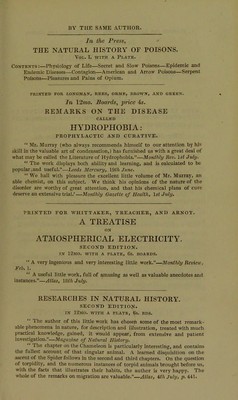 BY THE SAME AUTHOR.
In the Press,
THE NATURAL HISTORY OF POISONS.
VOL. I. WITH A PLATE.
CONTENTS:—Physiology of Life—Secret and Slow Poisons—Epidemic and
Endemic Diseases—Contagion—American and Arrow Poisons—Serpent
Poisons—Pleasures and Pains of Opium.
PRINTED FOR LONGMAN, REES, ORME, BROWN, AND GREEN.
In 12mo. Boards, price 4s.
REMARKS ON THE DISEASE
CALLED
HYDROPHOBIA:
PROPHYLACTIC AND CURATIVE.
"Mr. Murray (who always recommends himself to our attention by his
skill in the valuable art of condensation,) has furnished us with a great deal of
what may be called the Literature of Hydrophobia."—Monthly Rev. 1st July.
"The work displays both ability and learning, and is calculated to be
popular and useful."—Leeds Mercury, 19th June.
"We hail with pleasure the excellent little volume of Mr. Murray, an
able chemist, on this subject. We think his opinions of the nature of the
disorder are worthy of great attention, and that his chemical plans of cure
deserve an extensive trial."—Monthly Gazette of Health, 1st July.
PRINTED FOR WHITTAKER, TREACHER, AND ARNOT.
A TREATISE
ON
ATMOSPHERICAL ELECTRICITY.
SECOND EDITION.
IN 12MO. WITH A PLATE, 6s. BOARDS.
"A very ingenious and very interesting little work."—Monthly Review,
Feb. 1.
"A useful little work, full of amusing as well as valuable anecdotes and
instances."—Atlas, 18th July.
RESEARCHES IN NATURAL HISTORY.
SECOND EDITION.
IN 12MO. WITH A PLATE, 6s. BDS.
"The author of this little work has chosen some of the most remark-
able phenomena in nature, for description and illustration, treated with much
practical knowledge, gained, it would appear, from extensive and patient
investigation."—Magazine of Natural History.
"The chapter on the Chameleon is particularly interesting, and contains
the fullest account of that singular animal. A learned disquisition on the
ascent of the Spider follows in the second and third chapters. On the question
of torpidity, and the numerous instances of torpid animals brought before us,
with the facts that illustrate their habits, the author is very happy. The
whole of the remarks on migration are valuable."—Atlas, 4th July, p. 441.